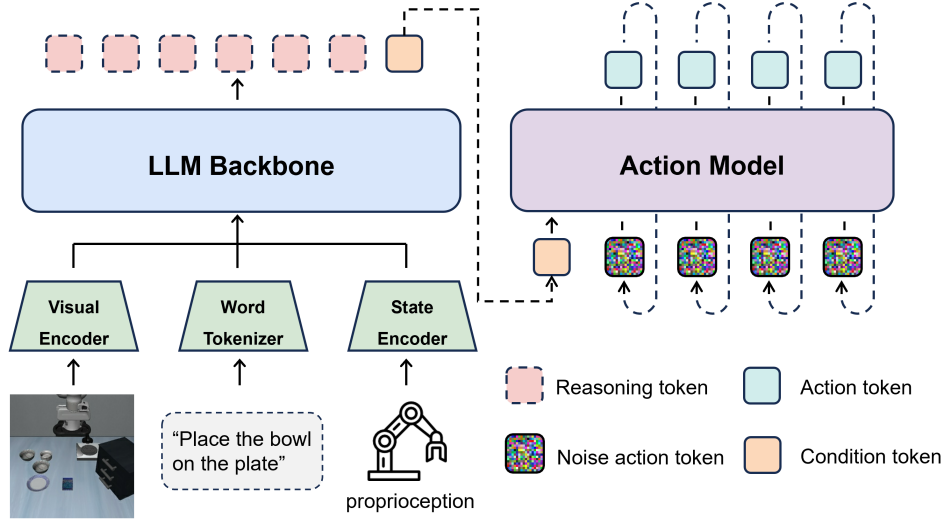 LLM Backbone
Action Model
Visual
Encoder
Word
Tokenizer
State
Encoder
“Place the bowl
on the plate”
proprioception
Reasoning token
Action token
Noise action token
Condition token